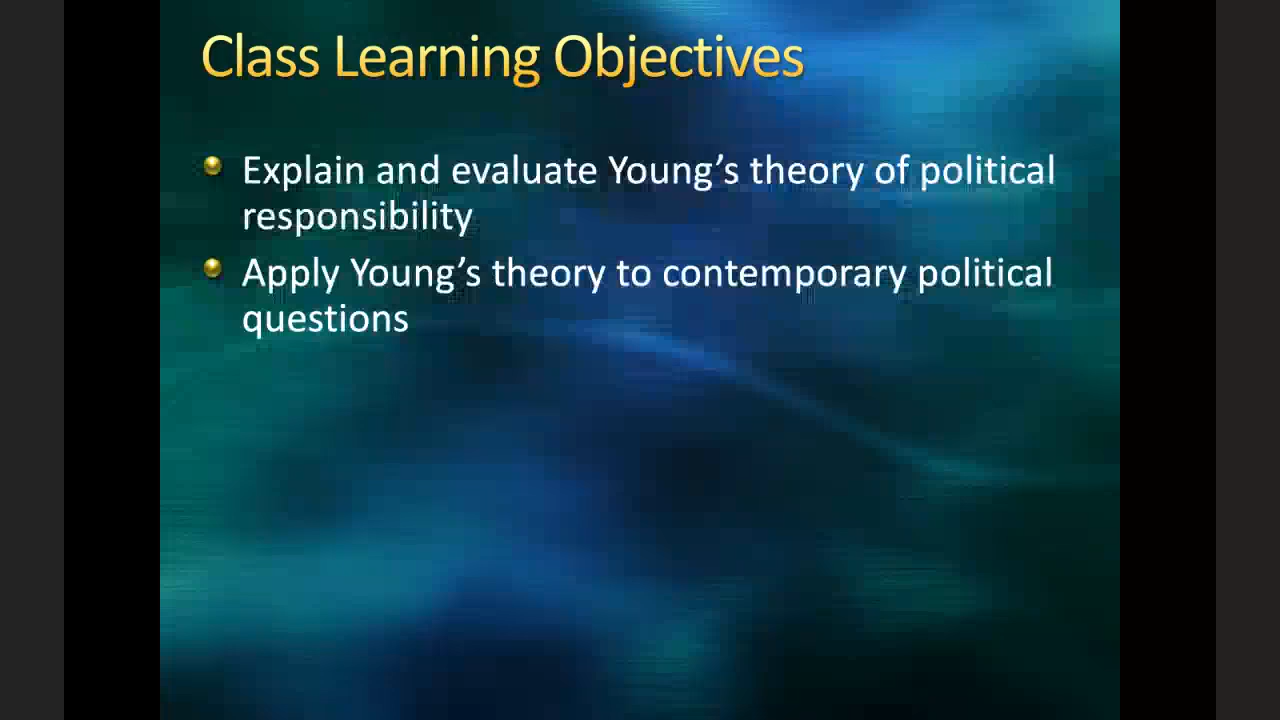 Class Learning Objectives
Explain and evaluate Young’s theory of political
responsibility
Apply Young’s theory to contemporary political
questions